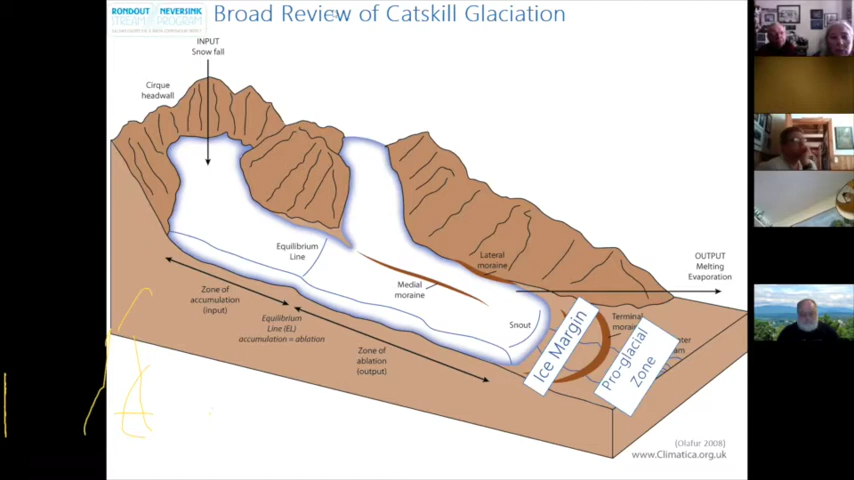 RONDOUT NEVERSINK
STREAM PROGRAM
Broad Review of Catskill Glaciation
INPUT
Snow fall
Cirque
headwall
Equilibrium
Line
Lateral
moraine
OUTPUT
Melting
Evaporation
Medial
moraine
Zone of
accumulation
(input)
Equilibrium
Line (EL)
accumulation = ablation
Snout
Terminal
Ice Margin
Pro-glacial
Zone
Zone of
ablation
(output)
(Olafur 2008)
www.Climatica.org.uk